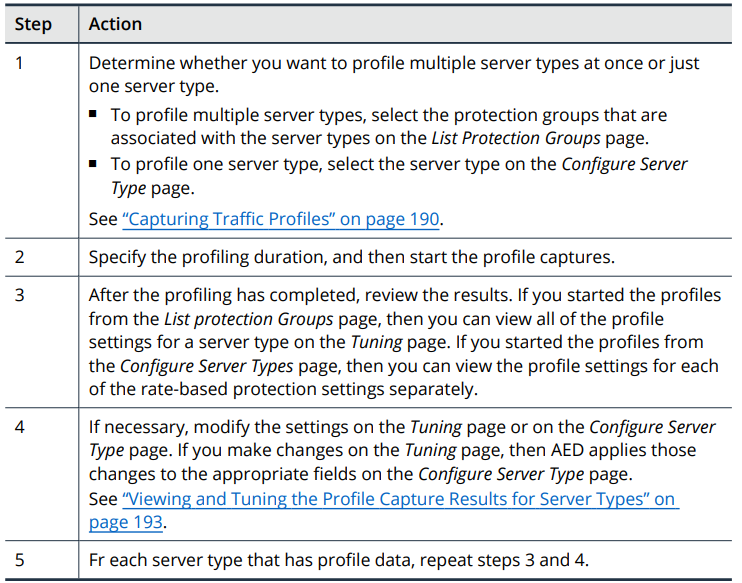 Step Action
1 Determine whether you want to profile multiple server types at once or just
one server type.
■ To profile multiple server types, select the protection groups that are
associated with the server types on the List Protection Groups page.
■ To profile one server type, select the server type on the Configure Server
Type page.
See “Capturing Traffic Profiles” on page 190.
2 Specify the profiling duration, and then start the profile captures.
3 After the profiling has completed, review the results. If you started the profiles
from the List protection Groups page, then you can view all of the profile
settings for a server type on the Tuning page. If you started the profiles from
the Configure Server Types page, then you can view the profile settings for each
of the rate-based protection settings separately.
4 If necessary, modify the settings on the Tuning page or on the Configure Server
Type page. If you make changes on the Tuning page, then AED applies those
changes to the appropriate fields on the Configure Server Type page.
See “Viewing and Tuning the Profile Capture Results for Server Types” on
page 193.
5 Fr each server type that has profile data, repeat steps 3 and 4.